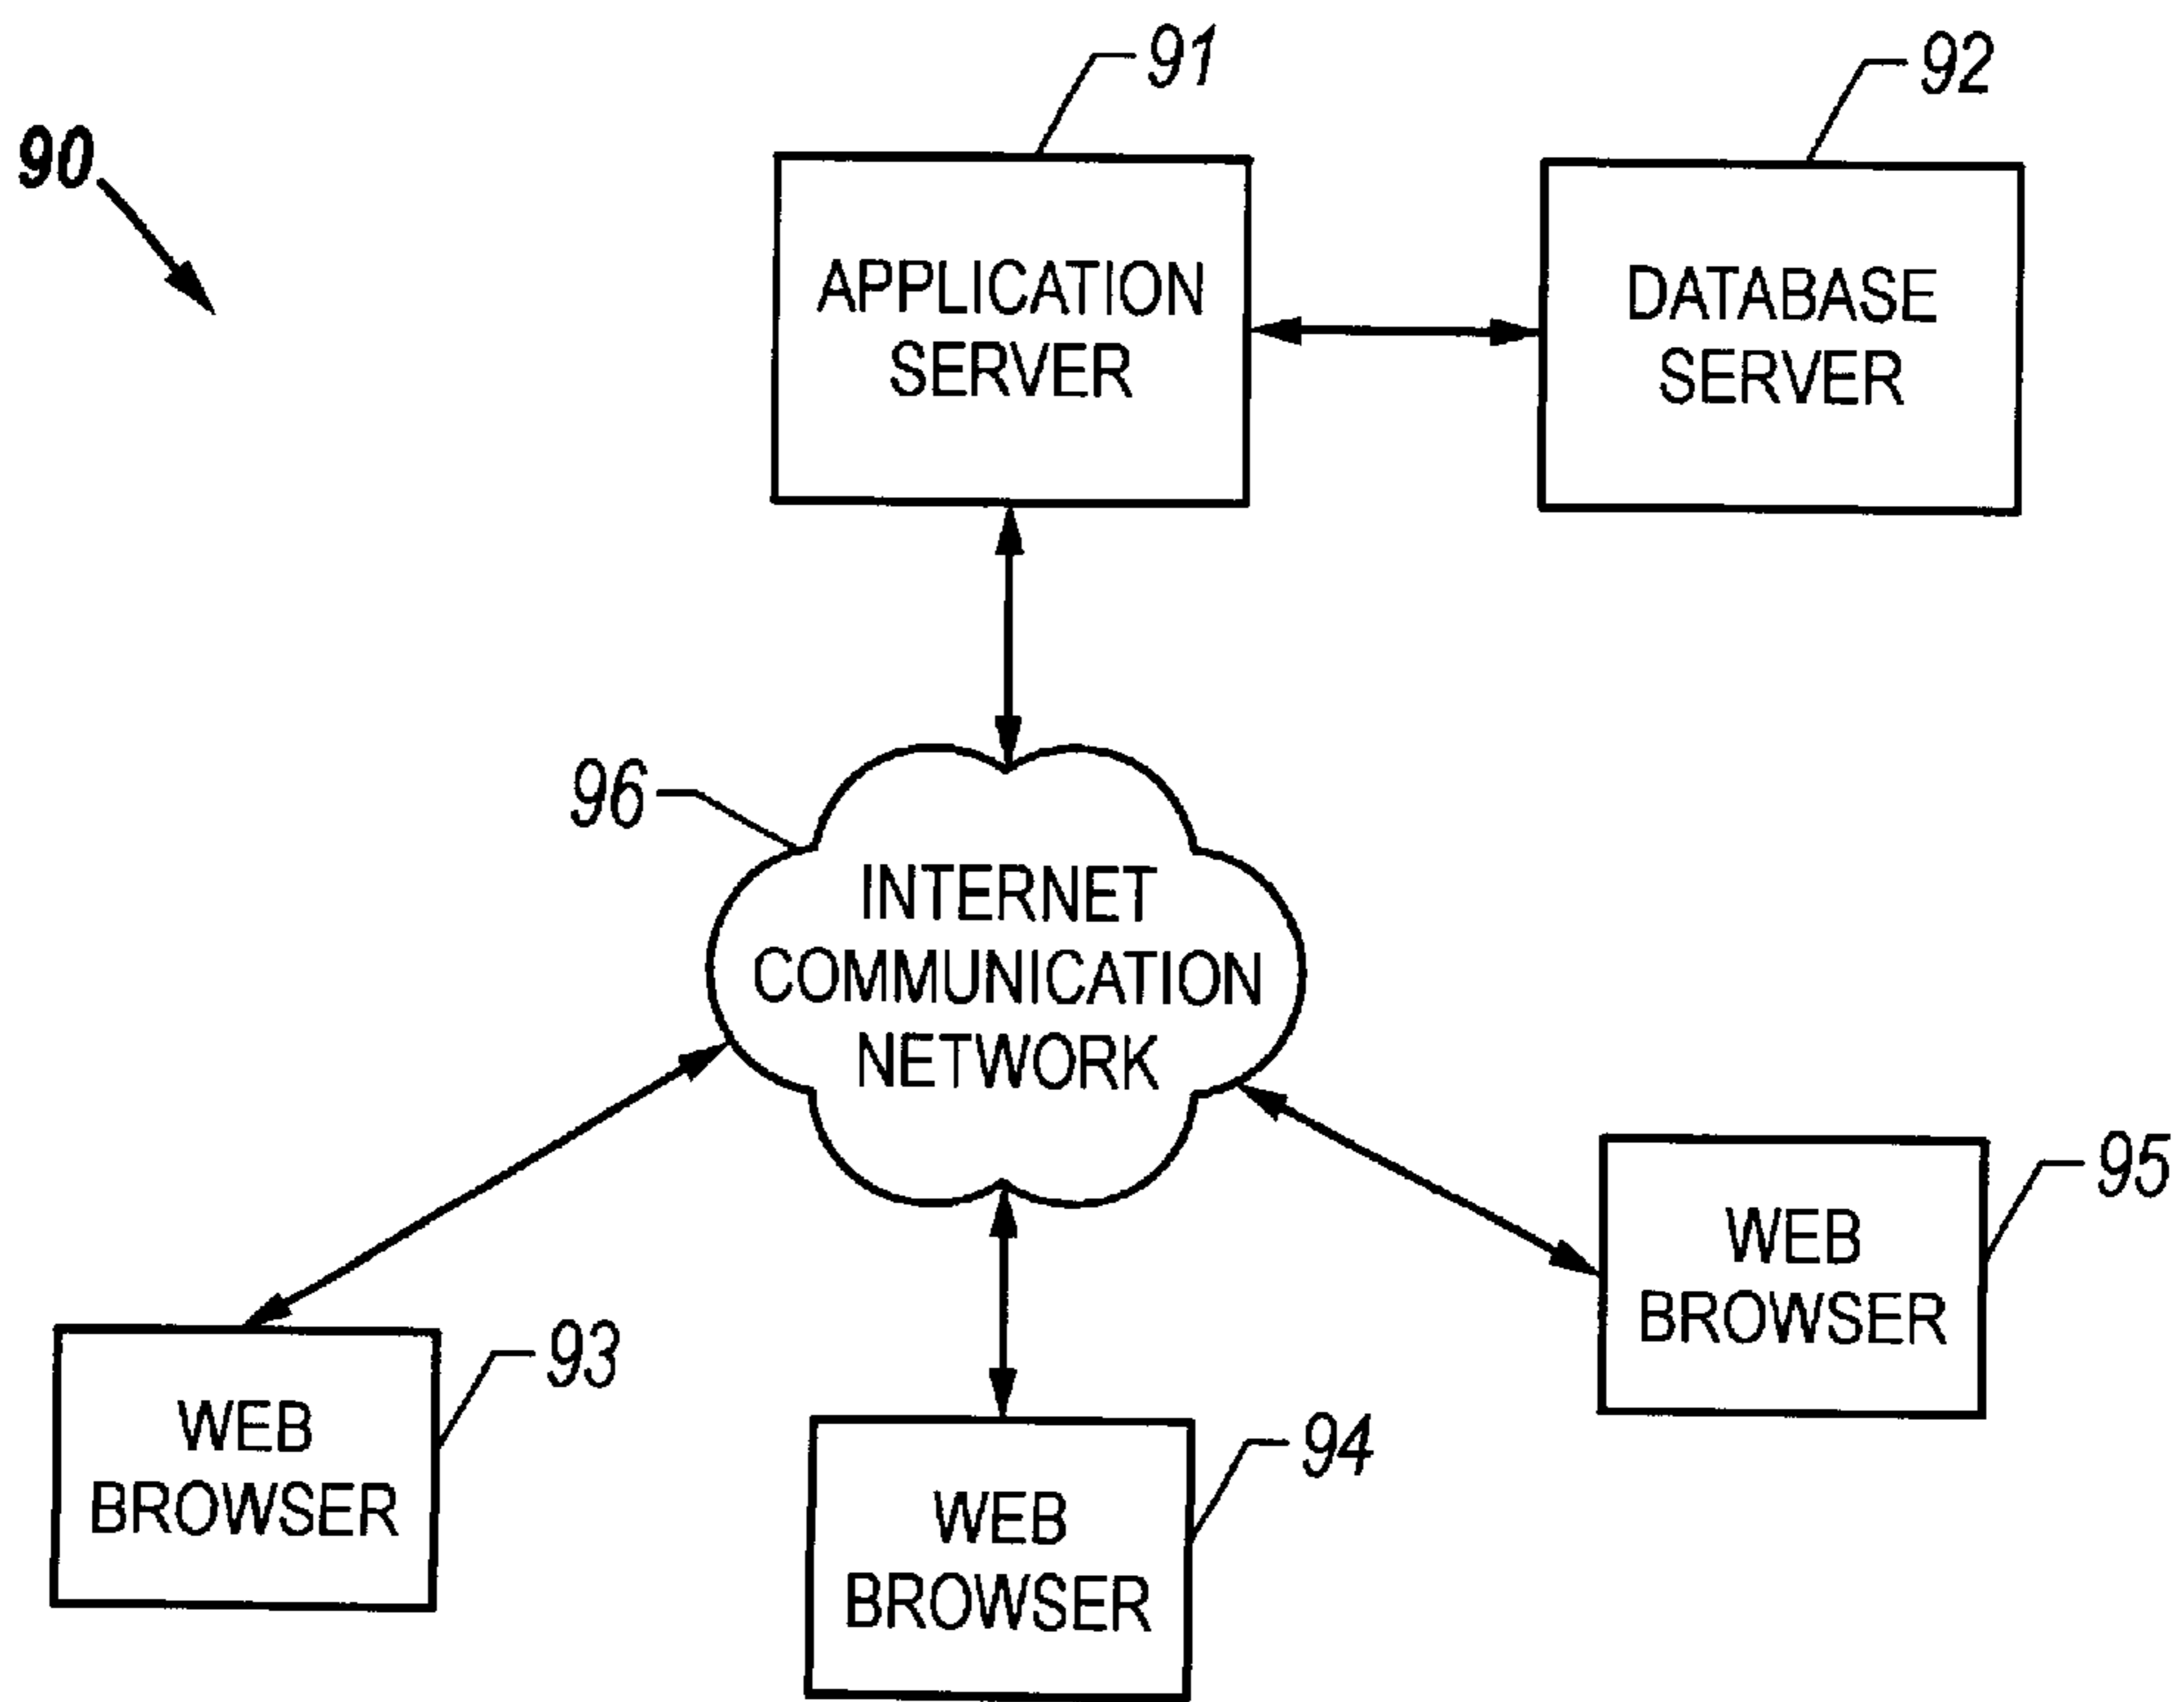 91
92
90
APPLICATION
SERVER
DATABASE
SERVER
96
INTERNET
COMMUNICATION
NETWORK
95
WEB
BROWSER
93
WEB
BROWSER
94
WEB
BROWSER